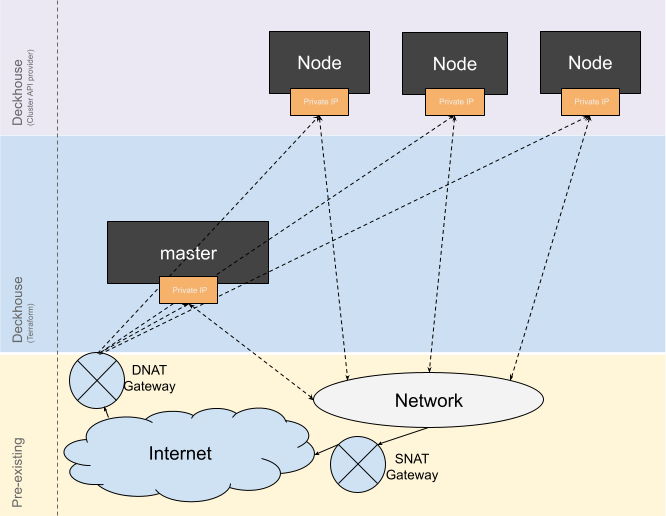 Deckhouse
(Cluster API provider)
Node
Node
Node
Private IP
Private IP
Private IP
Deckhouse
(Terraform)
master
Private IP
Pre-existing
DNAT
Gateway
Network
Internet
SNAT
Gateway